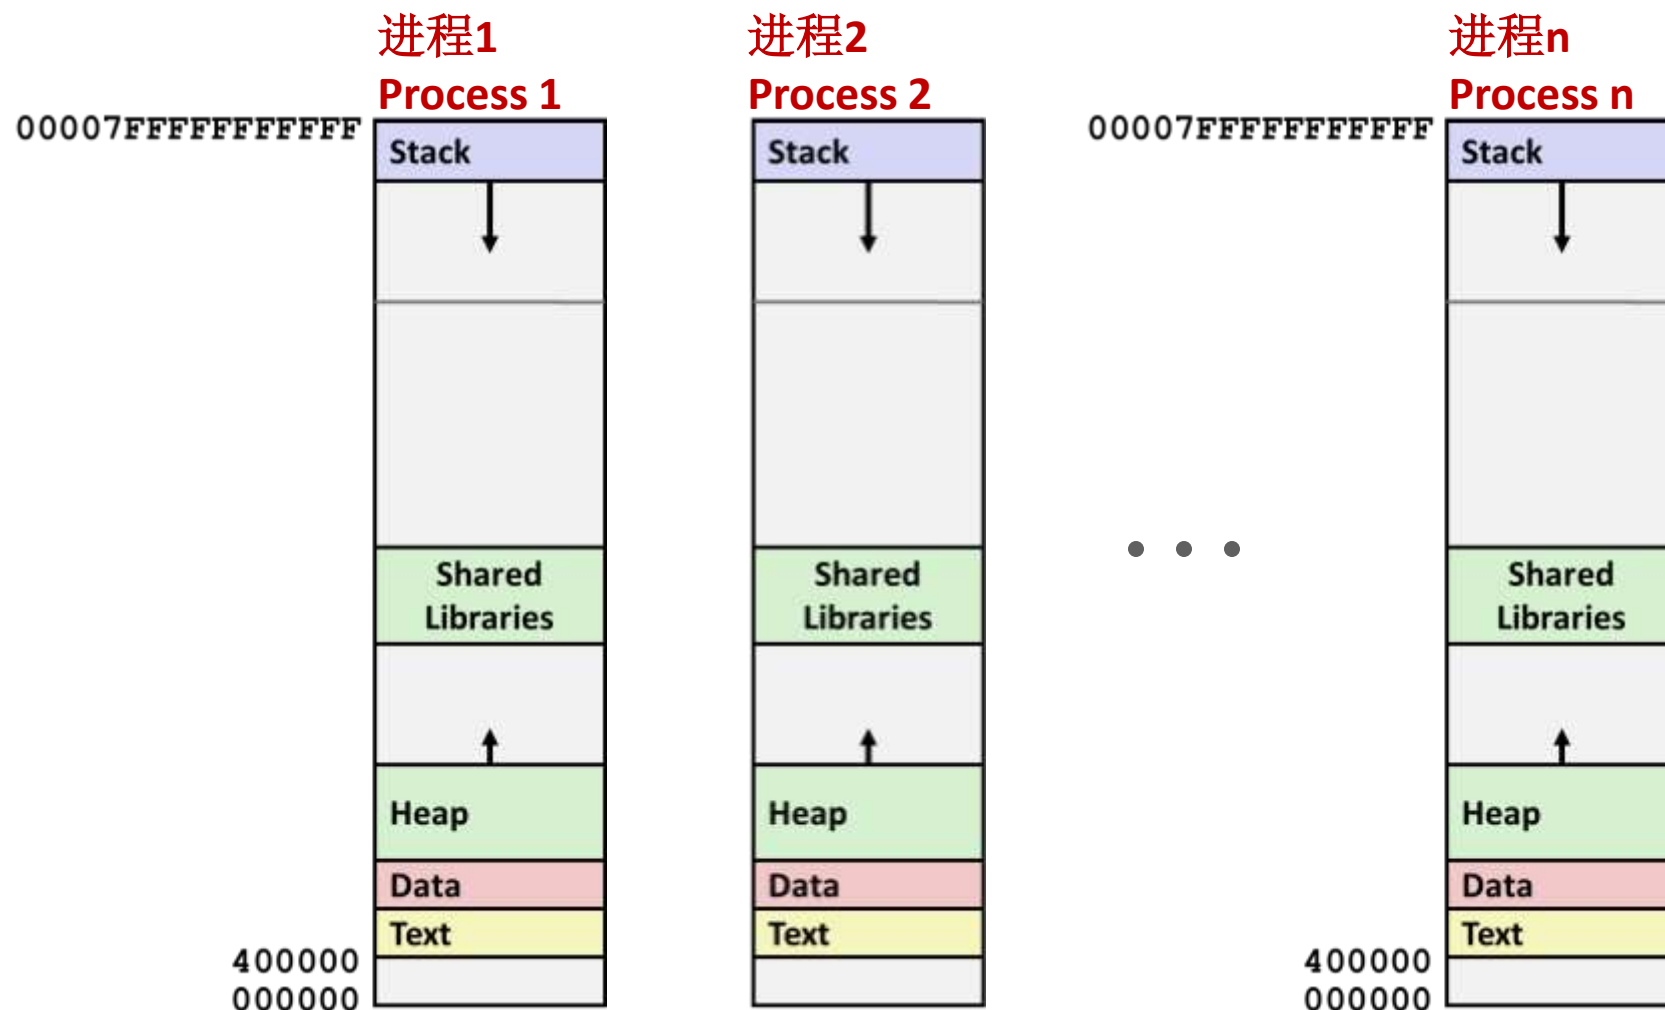 进程1
Process 1
进程2
Process 2
进程n
Process n
00007FFFFFFFFFFF
Stack
Shared
Libraries
Heap
Data
Text
400000
000000
Stack
Shared
Libraries
Heap
Data
Text
00007FFFFFFFFFFF
Stack
Shared
Libraries
Heap
Data
Text
400000
000000